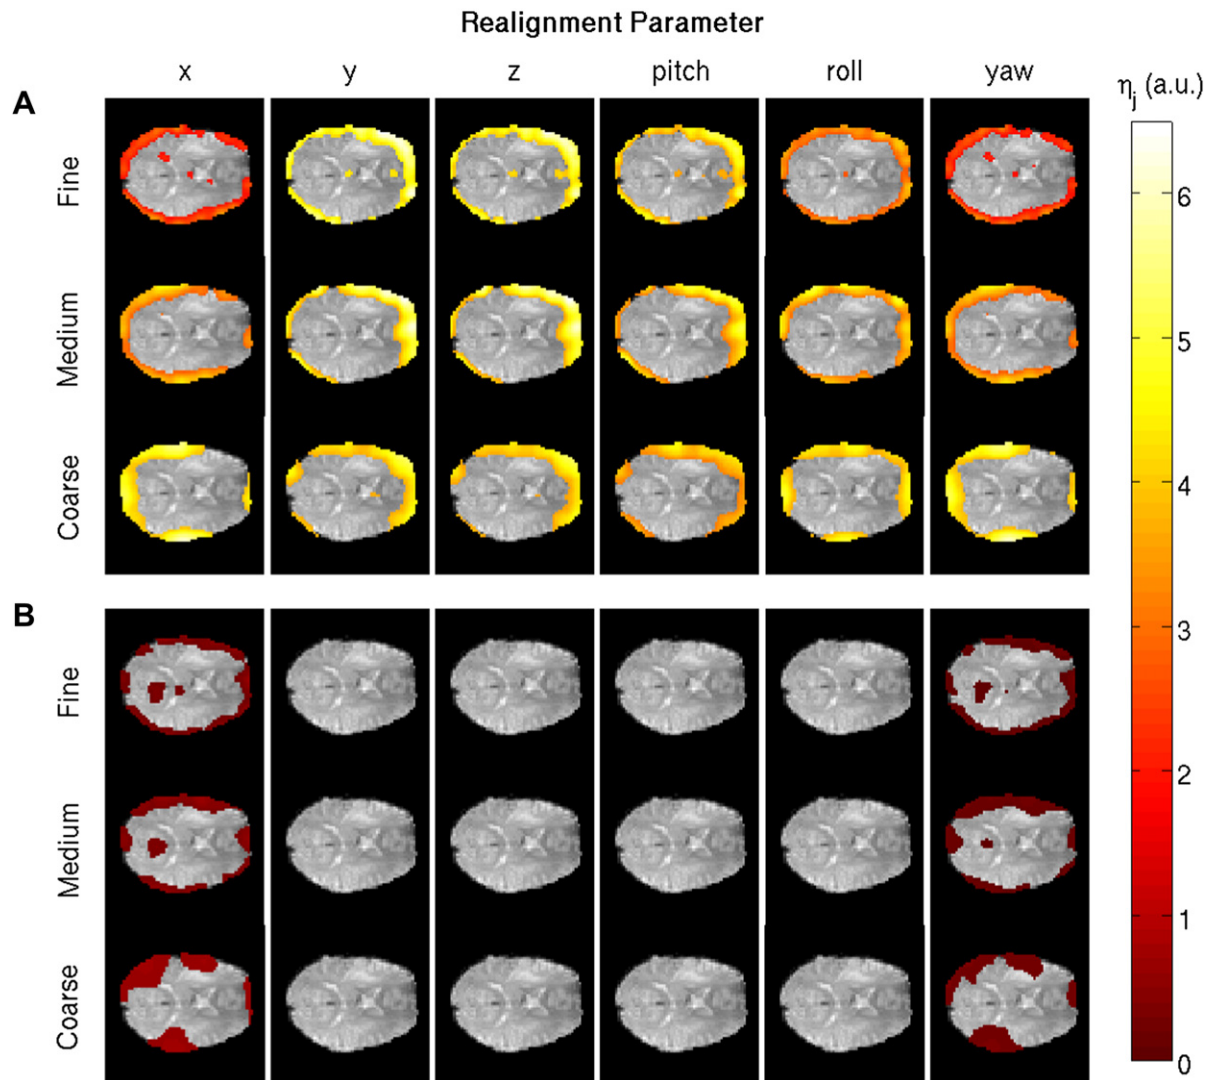 Realignment Parameter
x y z pitch roll yaw
ηj (a.u.)
A
Fine
Medium
Coarse
B
Fine
Medium
Coarse
6
5
4
3
2
1
0